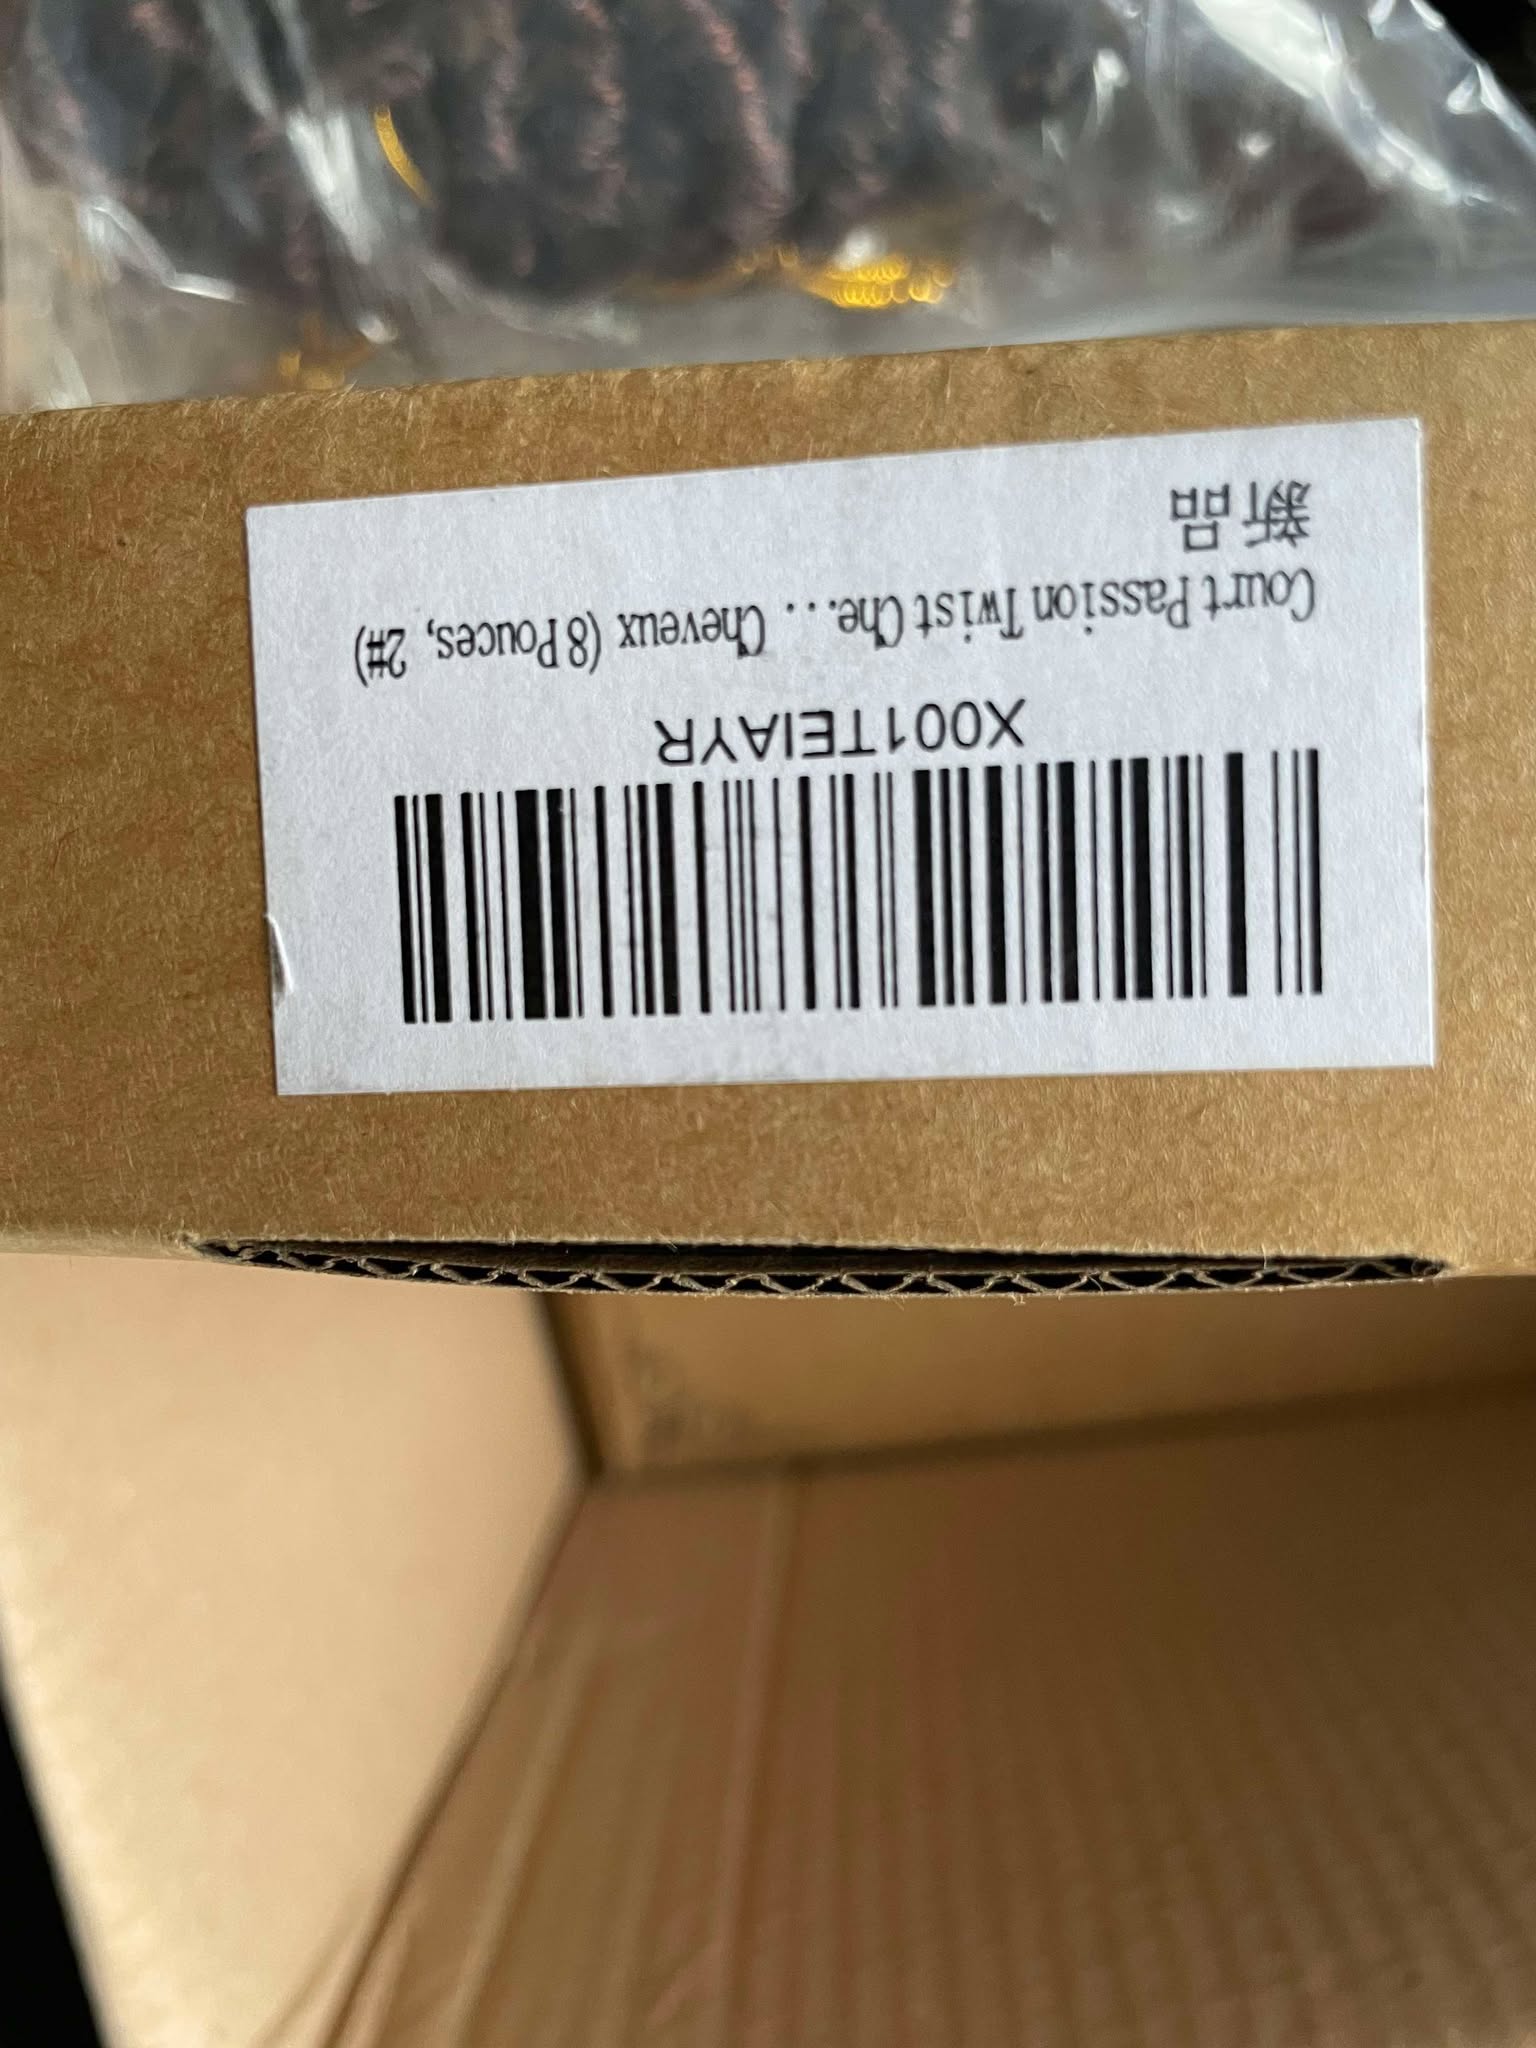 X001TEIAYR
Court Passion Twist Che... Cheveux (8 Pouces, 2#)
新品